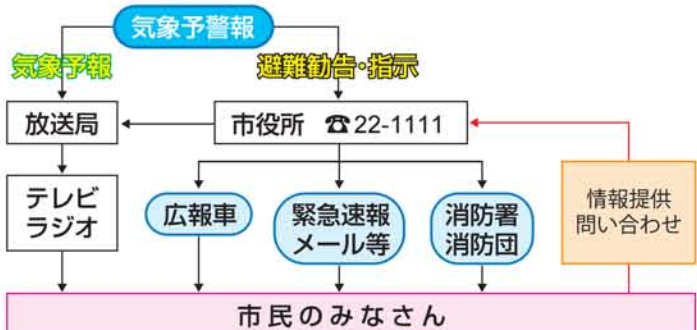 気象予警報
気象予報
避難勧告・指示
放送局
市役所 ☎22-1111
テレビ
ラジオ
広報車
緊急速報
メール等
消防署
消防団
情報提供
問い合わせ
市民のみなさん